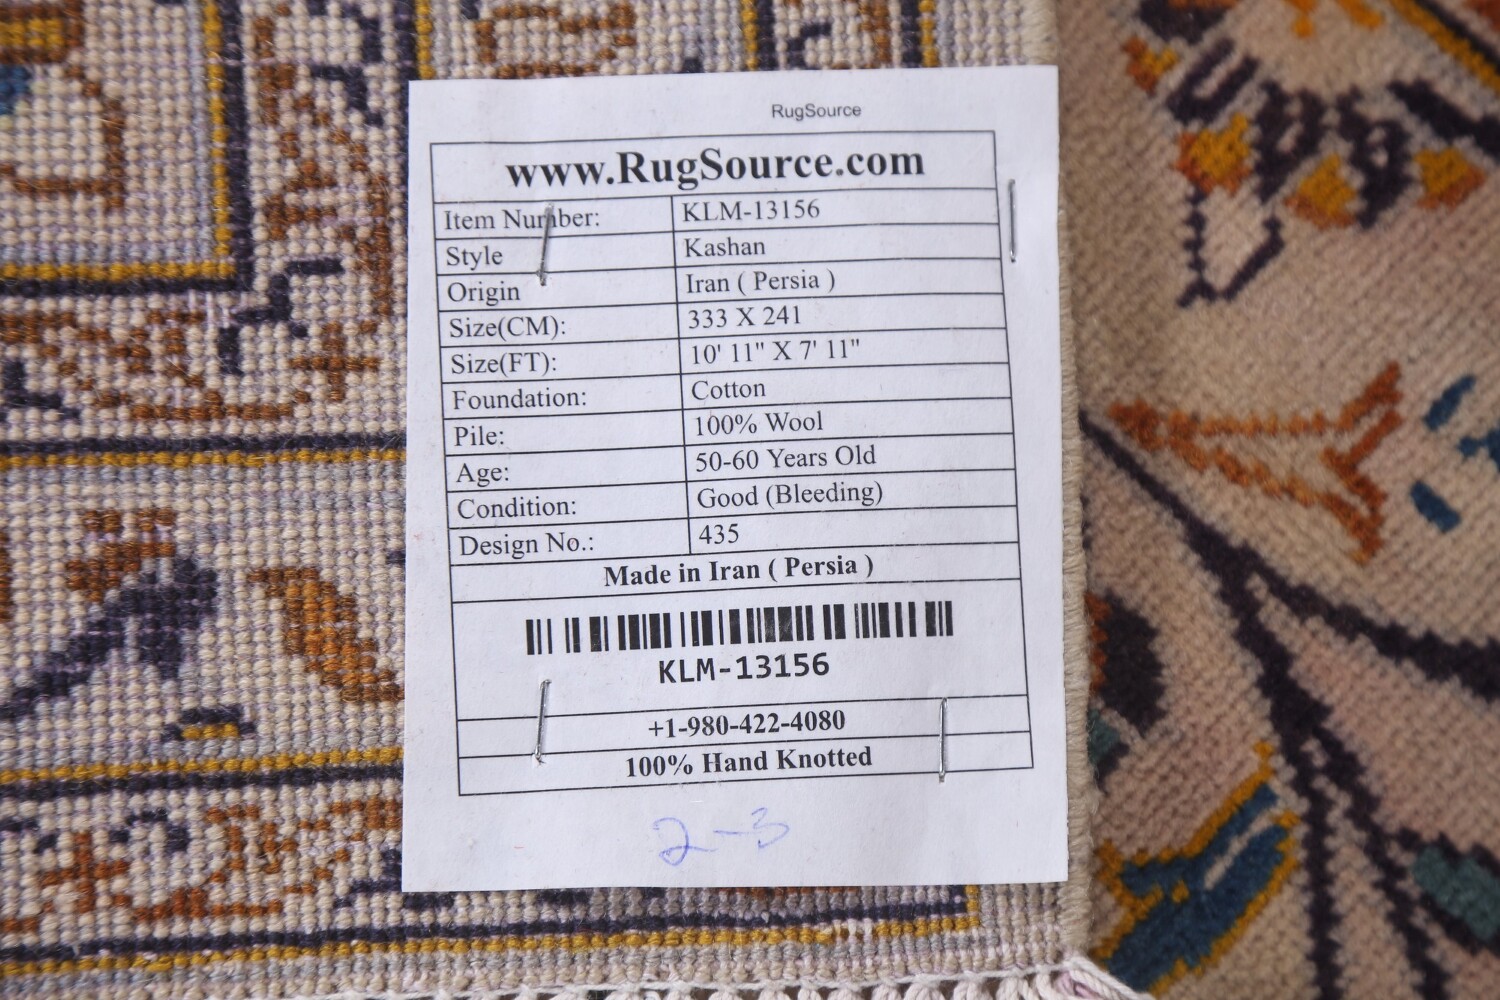 RugSource
www.RugSource.com
Item Number: KLM-13156
Style Kashan
Origin Iran ( Persia )
Size(CM): 333 X 241
Size(FT): 10' 11" X 7' 11"
Foundation: Cotton
Pile: 100% Wool
Age: 50-60 Years Old
Condition: Good (Bleeding)
Design No.: 435
Made in Iran ( Persia )
KLM-13156
+1-980-422-4080
100% Hand Knotted
2-3